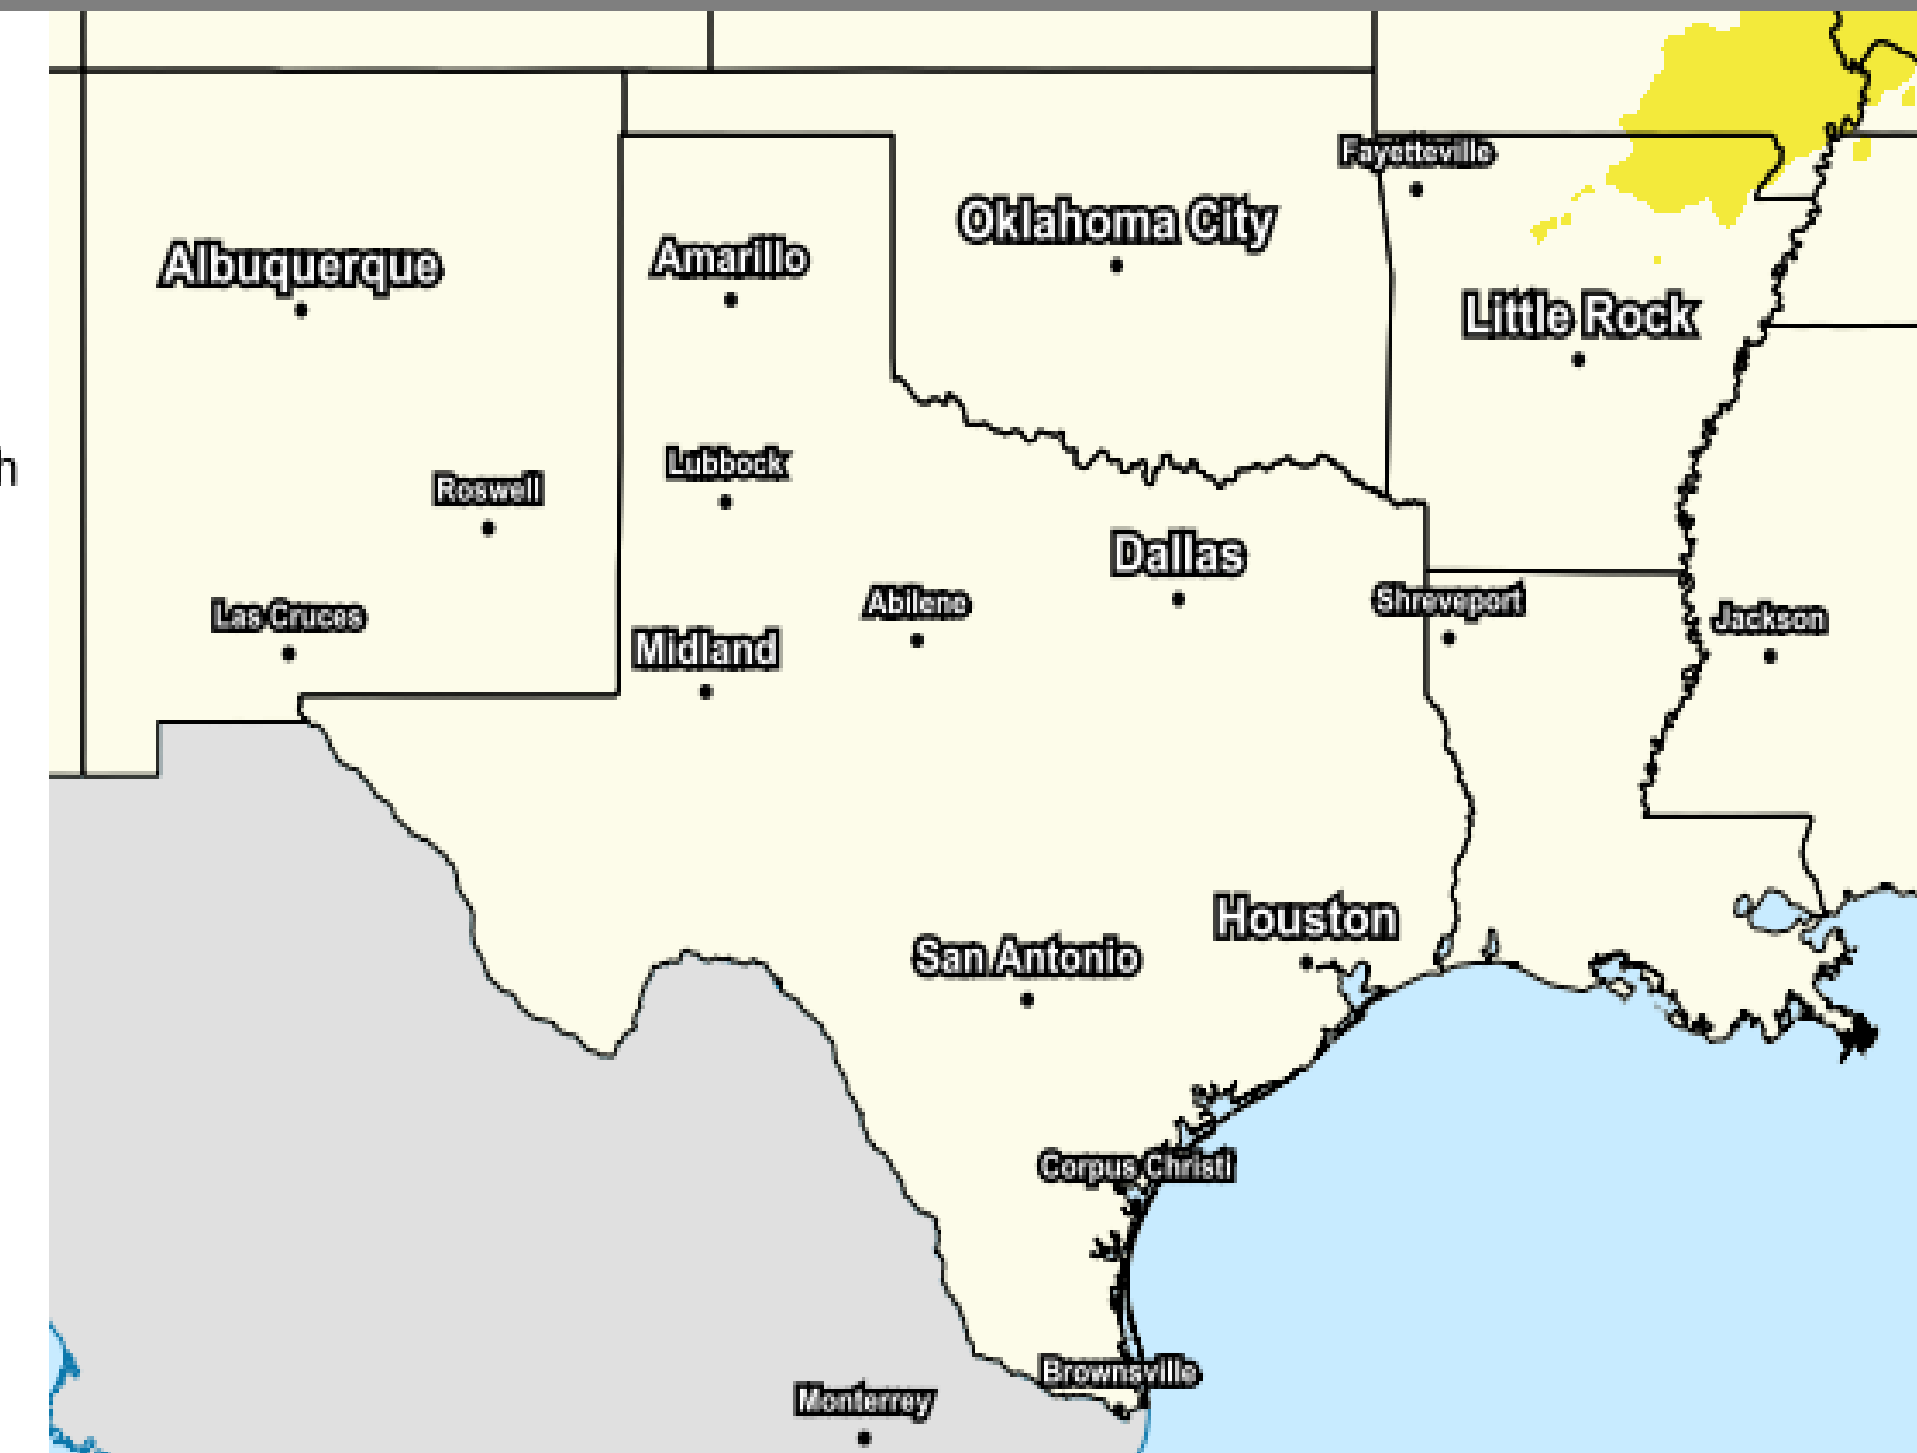 Fayetteville
Oklahoma City
Albuquerque
Amarillo
Little Rock
h
Lubbock
Roswell
Dallas
Abilene
Shreveport
Las Cruces
Jackson
Midland
Houston
San Antonio
Corpus Christi
Brownsville
Monterrey